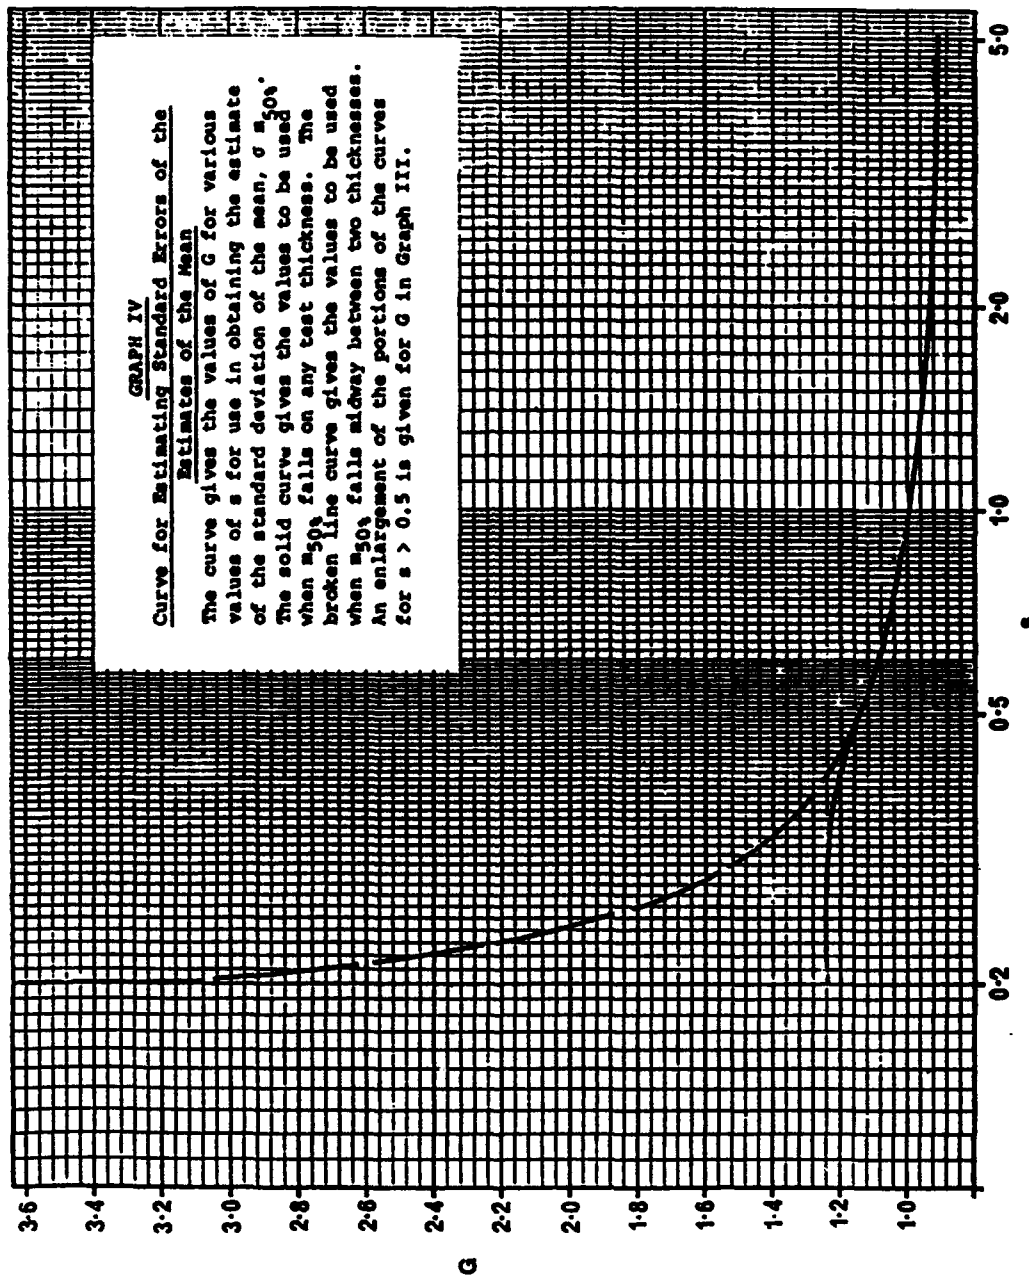 GRAPH IV
Curve for Estimating Standard Errors of the
Estimates of the Mean
The curve gives the values of G for various
values of s for use in obtaining the estimate
of the standard deviation of the mean, σ m50%.
The solid curve gives the values to be used
when m50% falls on any test thickness. The
broken line curve gives the values to be used
when m50% falls midway between two thicknesses.
An enlargement of the portions of the curves
for s > 0.5 is given for G in Graph III.
G
3·6
3·4
3·2
3·0
2·8
2·6
2·4
2·2
2·0
1·8
1·6
1·4
1·2
1·0
0·2
0·5
1·0
2·0
5·0